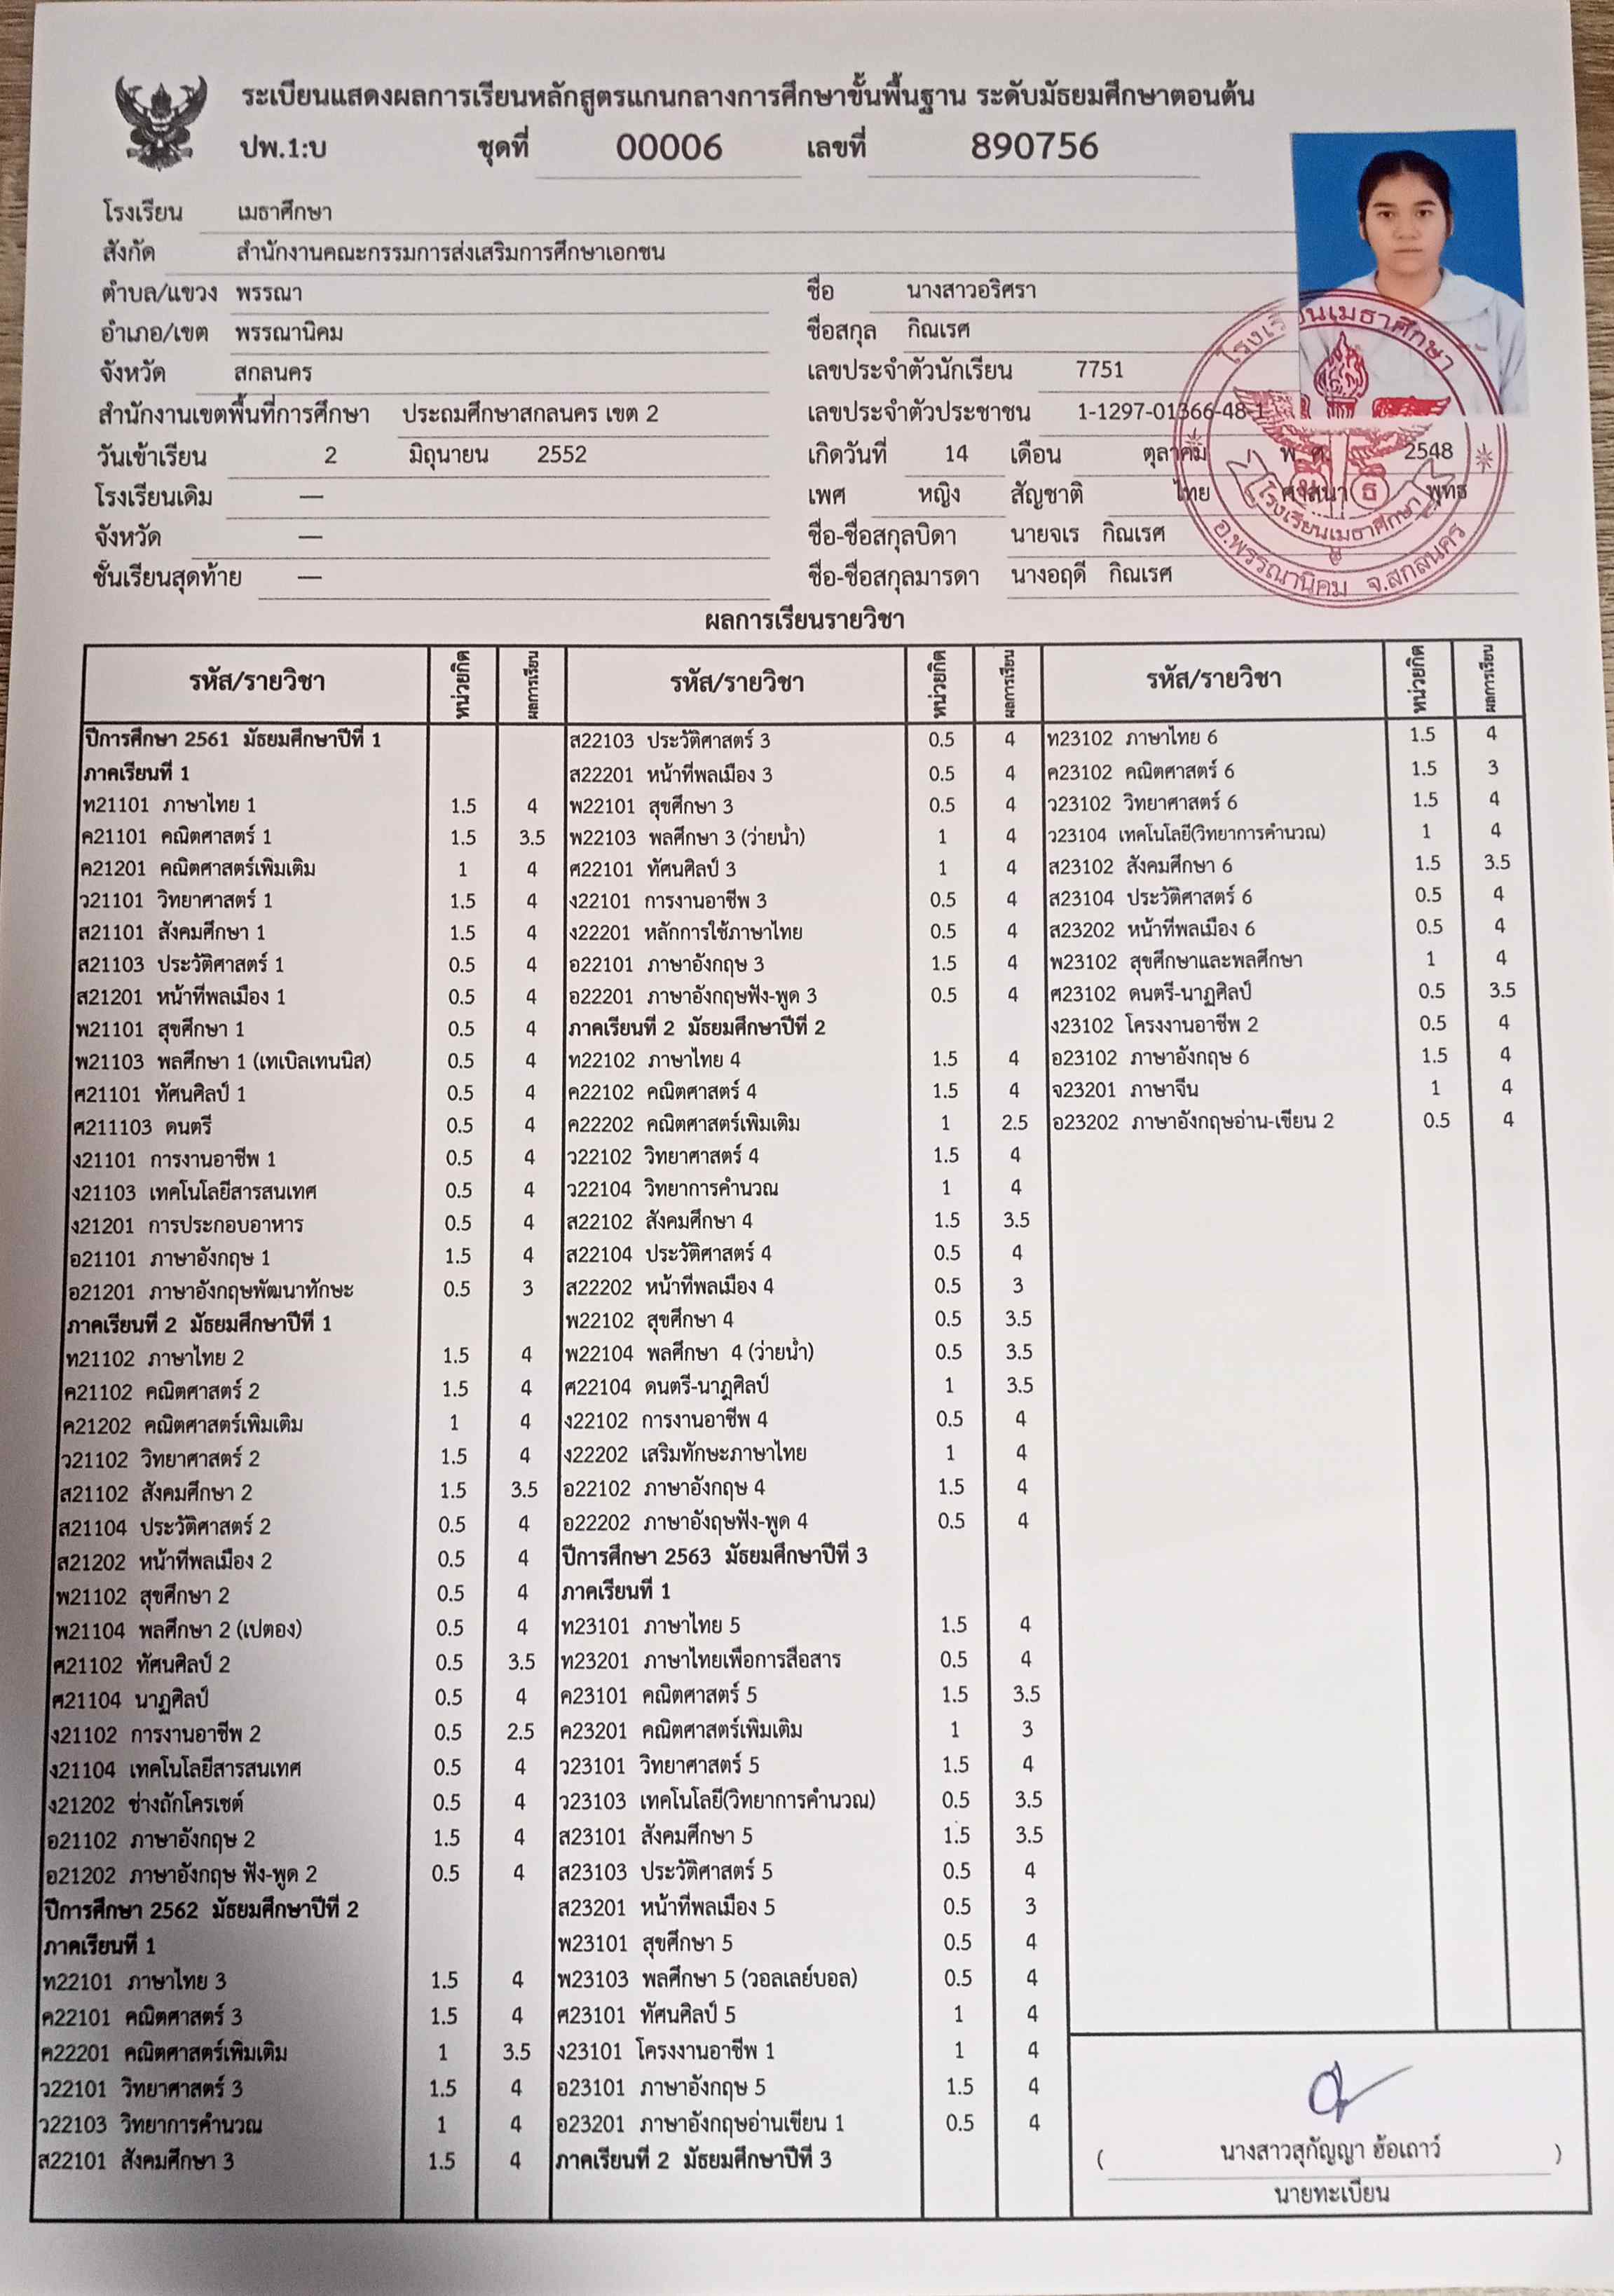 ระเบียนแสดงผลการเรียนหลักสูตรแกนกลางการศึกษาขั้นพื้นฐาน ระดับมัธยมศึกษาตอนต้น
ปพ.1:บ ชุดที่ 00006 เลขที่ 890756
โรงเรียน เมธาศึกษา
สังกัด สำนักงานคณะกรรมการส่งเสริมการศึกษาเอกชน
ตำบล/แขวง พรรณา
อำเภอ/เขต พรรณานิคม
จังหวัด สกลนคร
สำนักงานเขตพื้นที่การศึกษา ประถมศึกษาสกลนคร เขต 2
วันเข้าเรียน 2 มิถุนายน 2552
โรงเรียนเดิม —
จังหวัด —
ชั้นเรียนสุดท้าย —
ชื่อ นางสาวอริศรา
ชื่อสกุล กิณเรศ
เลขประจำตัวนักเรียน 7751
เลขประจำตัวประชาชน 1-1297-01366-48-1
เกิดวันที่ 14 เดือน ตุลาคม พ.ศ. 2548
เพศ หญิง สัญชาติ ไทย ศาสนา พุทธ
ชื่อ-ชื่อสกุลบิดา นายจเร กิณเรศ
ชื่อ-ชื่อสกุลมารดา นางอฤดี กิณเรศ
โรงเรียนเมธาศึกษา
โรงเรียนเมธาศึกษา
อ.พรรณานิคม จ.สกลนคร
ผลการเรียนรายวิชา
รหัส/รายวิชา หน่วยกิต ผลการเรียน
ปีการศึกษา 2561 มัธยมศึกษาปีที่ 1
ภาคเรียนที่ 1
ท21101 ภาษาไทย 1 1.5 4
ค21101 คณิตศาสตร์ 1 1.5 3.5
ค21201 คณิตศาสตร์เพิ่มเติม 1 4
ว21101 วิทยาศาสตร์ 1 1.5 4
ส21101 สังคมศึกษา 1 1.5 4
ส21103 ประวัติศาสตร์ 1 0.5 4
ส21201 หน้าที่พลเมือง 1 0.5 4
พ21101 สุขศึกษา 1 0.5 4
พ21103 พลศึกษา 1 (เทเบิลเทนนิส) 0.5 4
ศ21101 ทัศนศิลป์ 1 0.5 4
ศ211103 ดนตรี 0.5 4
ง21101 การงานอาชีพ 1 0.5 4
ง21103 เทคโนโลยีสารสนเทศ 0.5 4
ง21201 การประกอบอาหาร 0.5 4
อ21101 ภาษาอังกฤษ 1 1.5 4
อ21201 ภาษาอังกฤษพัฒนาทักษะ 0.5 3
ภาคเรียนที่ 2 มัธยมศึกษาปีที่ 1
ท21102 ภาษาไทย 2 1.5 4
ค21102 คณิตศาสตร์ 2 1.5 4
ค21202 คณิตศาสตร์เพิ่มเติม 1 4
ว21102 วิทยาศาสตร์ 2 1.5 4
ส21102 สังคมศึกษา 2 1.5 3.5
ส21104 ประวัติศาสตร์ 2 0.5 4
ส21202 หน้าที่พลเมือง 2 0.5 4
พ21102 สุขศึกษา 2 0.5 4
พ21104 พลศึกษา 2 (เปตอง) 0.5 4
ศ21102 ทัศนศิลป์ 2 0.5 3.5
ศ21104 นาฏศิลป์ 0.5 4
ง21102 การงานอาชีพ 2 0.5 2.5
ง21104 เทคโนโลยีสารสนเทศ 0.5 4
ง21202 ช่างถักโครเชต์ 0.5 4
อ21102 ภาษาอังกฤษ 2 1.5 4
อ21202 ภาษาอังกฤษ ฟัง-พูด 2 0.5 4
ปีการศึกษา 2562 มัธยมศึกษาปีที่ 2
ภาคเรียนที่ 1
ท22101 ภาษาไทย 3 1.5 4
ค22101 คณิตศาสตร์ 3 1.5 4
ค22201 คณิตศาสตร์เพิ่มเติม 1 3.5
ว22101 วิทยาศาสตร์ 3 1.5 4
ว22103 วิทยาการคำนวณ 1 4
ส22101 สังคมศึกษา 3 1.5 4
รหัส/รายวิชา หน่วยกิต ผลการเรียน
ส22103 ประวัติศาสตร์ 3 0.5 4
ส22201 หน้าที่พลเมือง 3 0.5 4
พ22101 สุขศึกษา 3 0.5 4
พ22103 พลศึกษา 3 (ว่ายน้ำ) 1 4
ศ22101 ทัศนศิลป์ 3 1 4
ง22101 การงานอาชีพ 3 0.5 4
ง22201 หลักการใช้ภาษาไทย 0.5 4
อ22101 ภาษาอังกฤษ 3 1.5 4
อ22201 ภาษาอังกฤษฟัง-พูด 3 0.5 4
ภาคเรียนที่ 2 มัธยมศึกษาปีที่ 2
ท22102 ภาษาไทย 4 1.5 4
ค22102 คณิตศาสตร์ 4 1.5 4
ค22202 คณิตศาสตร์เพิ่มเติม 1 2.5
ว22102 วิทยาศาสตร์ 4 1.5 4
ว22104 วิทยาการคำนวณ 1 4
ส22102 สังคมศึกษา 4 1.5 3.5
ส22104 ประวัติศาสตร์ 4 0.5 4
ส22202 หน้าที่พลเมือง 4 0.5 3
พ22102 สุขศึกษา 4 0.5 3.5
พ22104 พลศึกษา 4 (ว่ายน้ำ) 0.5 3.5
ศ22104 ดนตรี-นาฏศิลป์ 1 3.5
ง22102 การงานอาชีพ 4 0.5 4
ง22202 เสริมทักษะภาษาไทย 1 4
อ22102 ภาษาอังกฤษ 4 1.5 4
อ22202 ภาษาอังฤษฟัง-พูด 4 0.5 4
ปีการศึกษา 2563 มัธยมศึกษาปีที่ 3
ภาคเรียนที่ 1
ท23101 ภาษาไทย 5 1.5 4
ท23201 ภาษาไทยเพื่อการสื่อสาร 0.5 4
ค23101 คณิตศาสตร์ 5 1.5 3.5
ค23201 คณิตศาสตร์เพิ่มเติม 1 3
ว23101 วิทยาศาสตร์ 5 1.5 4
ว23103 เทคโนโลยี(วิทยาการคำนวณ) 0.5 3.5
ส23101 สังคมศึกษา 5 1.5 3.5
ส23103 ประวัติศาสตร์ 5 0.5 4
ส23201 หน้าที่พลเมือง 5 0.5 3
พ23101 สุขศึกษา 5 0.5 4
พ23103 พลศึกษา 5 (วอลเลย์บอล) 0.5 4
ศ23101 ทัศนศิลป์ 5 1 4
ง23101 โครงงานอาชีพ 1 1 4
อ23101 ภาษาอังกฤษ 5 1.5 4
อ23201 ภาษาอังกฤษอ่านเขียน 1 0.5 4
ภาคเรียนที่ 2 มัธยมศึกษาปีที่ 3
รหัส/รายวิชา หน่วยกิต ผลการเรียน
ท23102 ภาษาไทย 6 1.5 4
ค23102 คณิตศาสตร์ 6 1.5 3
ว23102 วิทยาศาสตร์ 6 1.5 4
ว23104 เทคโนโลยี(วิทยาการคำนวณ) 1 4
ส23102 สังคมศึกษา 6 1.5 3.5
ส23104 ประวัติศาสตร์ 6 0.5 4
ส23202 หน้าที่พลเมือง 6 0.5 4
พ23102 สุขศึกษาและพลศึกษา 1 4
ศ23102 ดนตรี-นาฏศิลป์ 0.5 3.5
ง23102 โครงงานอาชีพ 2 0.5 4
อ23102 ภาษาอังกฤษ 6 1.5 4
จ23201 ภาษาจีน 1 4
อ23202 ภาษาอังกฤษอ่าน-เขียน 2 0.5 4
( นางสาวสุกัญญา ฮ้อเถาว์ )
นายทะเบียน